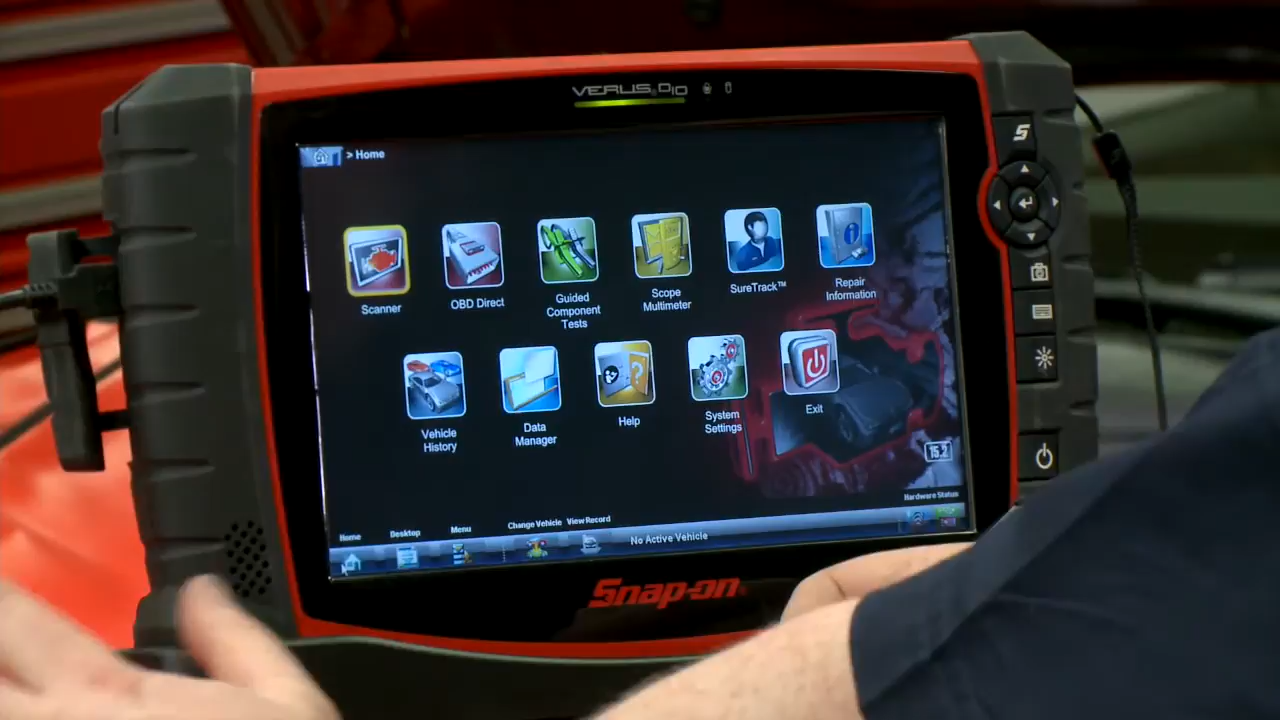 VERUS® PRO
S
> Home
Scanner
OBD Direct
Guided
Component
Tests
Scope
Multimeter
SureTrack™
Repair
Information
Vehicle
History
Data
Manager
Help
System
Settings
Exit
15.2
Hardware Status
Home
Desktop
Menu
Change Vehicle
View Record
No Active Vehicle
Snap-on